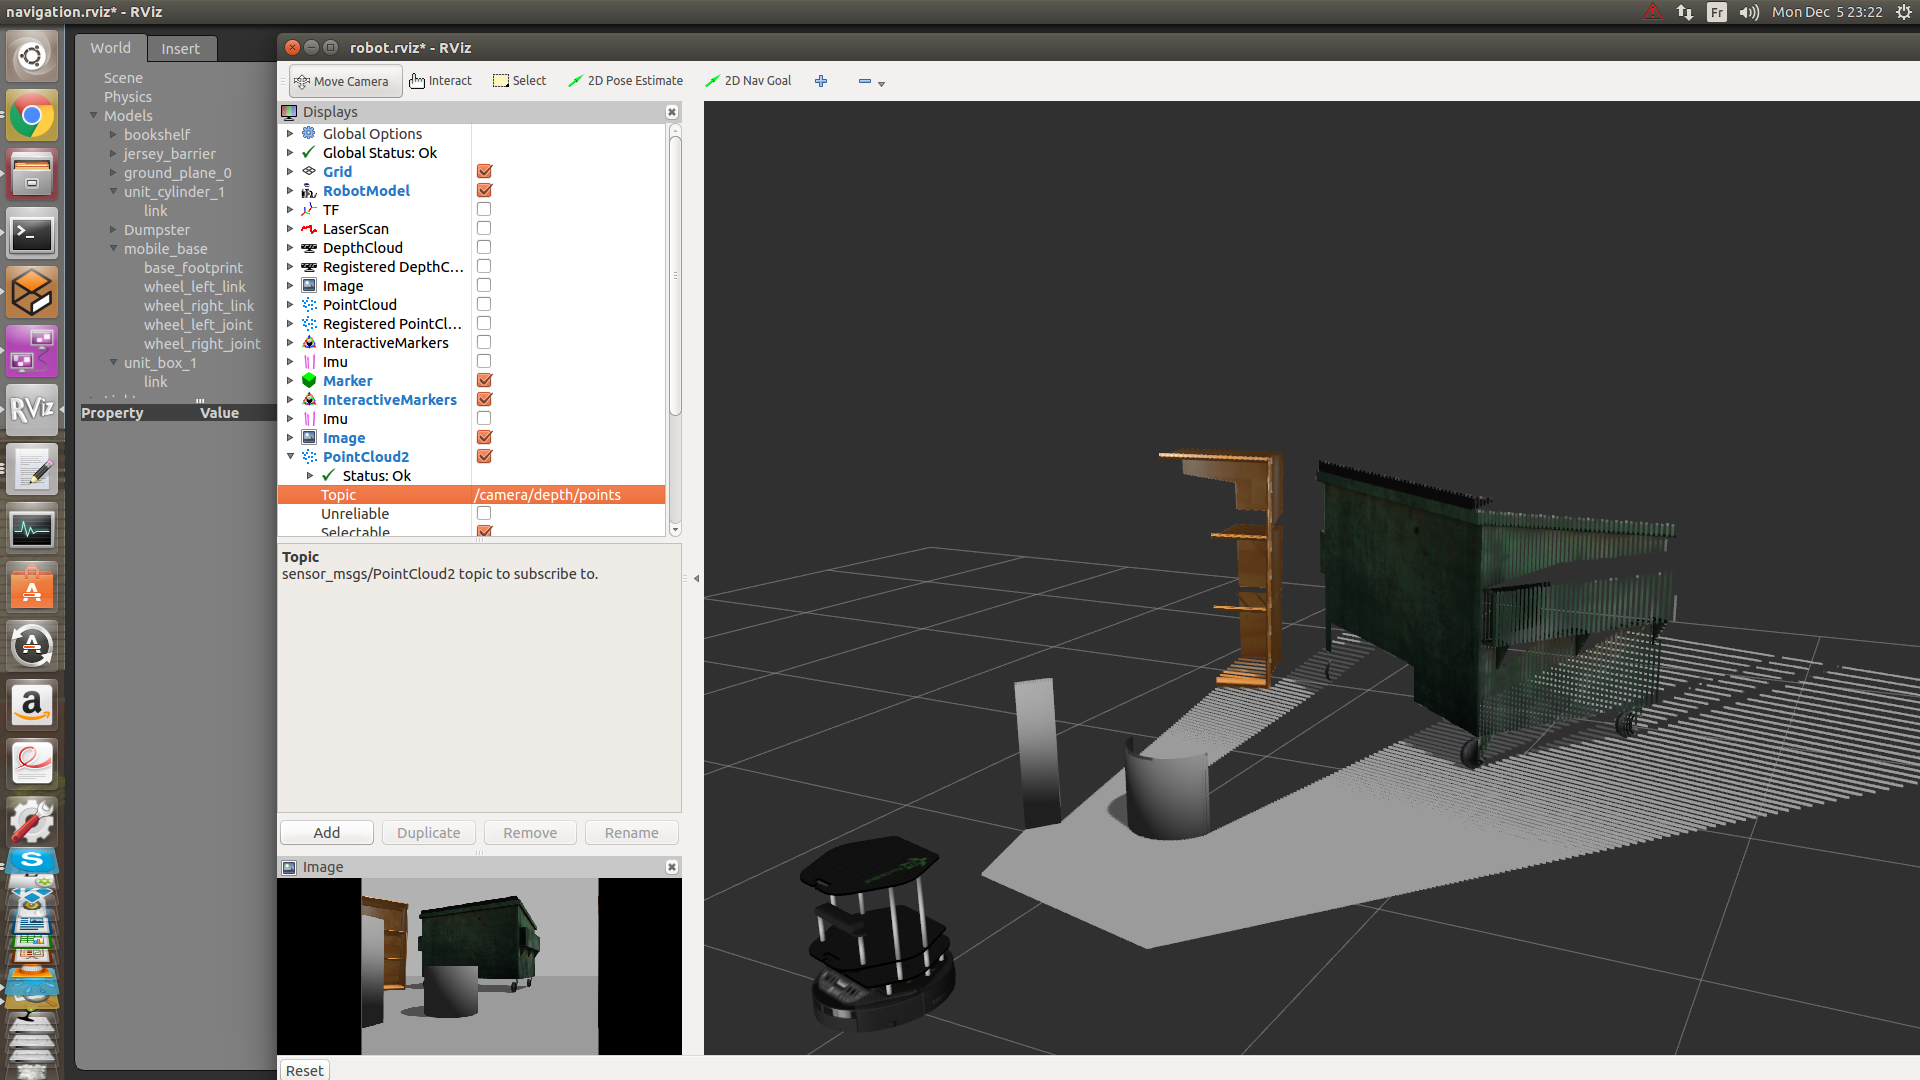 navigation.rviz* - RViz
Fr
Mon Dec 5 23:22
World
Insert
Scene
Physics
Models
bookshelf
jersey_barrier
ground_plane_0
unit_cylinder_1
link
Dumpster
mobile_base
base_footprint
wheel_left_link
wheel_right_link
wheel_left_joint
wheel_right_joint
unit_box_1
link
Property Value
RViz
robot.rviz* - RViz
Move Camera
Interact
Select
2D Pose Estimate
2D Nav Goal
Displays
Global Options
Global Status: Ok
Grid
RobotModel
TF
LaserScan
DepthCloud
Registered DepthC...
Image
PointCloud
Registered PointCl...
InteractiveMarkers
Imu
Marker
InteractiveMarkers
Imu
Image
PointCloud2
Status: Ok
Topic /camera/depth/points
Unreliable
Selectable
Topic
sensor_msgs/PointCloud2 topic to subscribe to.
Add
Duplicate
Remove
Rename
Image
Reset